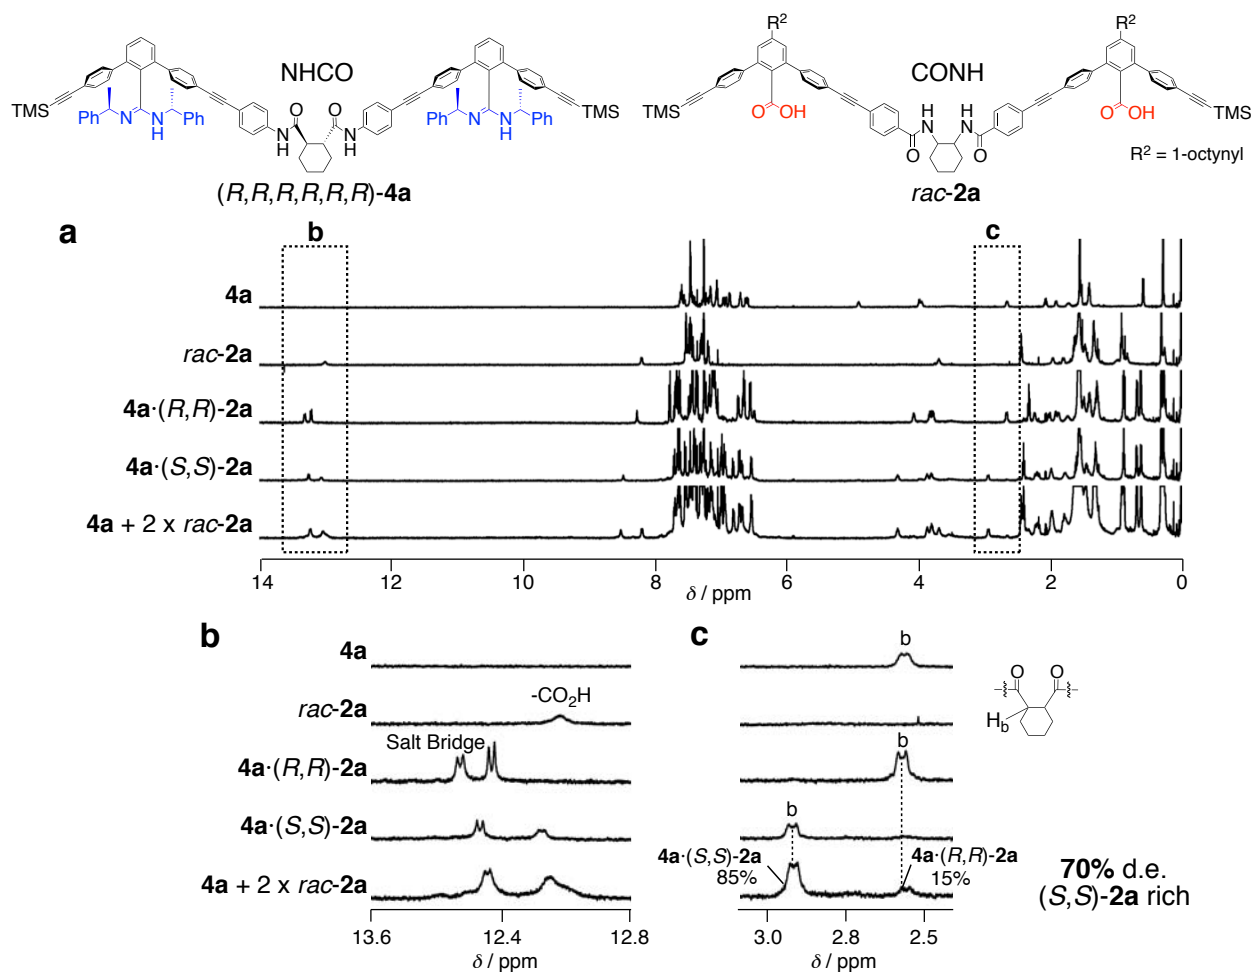 R²
R²
NHCO
CONH
TMS
TMS
TMS
TMS
Ph
N
NH
Ph
Ph
N
NH
Ph
O
O
N
H
N
H
O
OH
O
OH
H
N
H
N
O
O
R² = 1-octynyl
(R,R,R,R,R,R)-4a
rac-2a
a
b
c
4a
rac-2a
4a·(R,R)-2a
4a·(S,S)-2a
4a + 2 x rac-2a
14
12
10
8
6
4
2
0
δ / ppm
b
4a
rac-2a
-CO₂H
Salt Bridge
4a·(R,R)-2a
4a·(S,S)-2a
4a + 2 x rac-2a
13.6
12.4
12.8
δ / ppm
c
b
O
O
Hb
b
b
4a·(S,S)-2a
85%
4a·(R,R)-2a
15%
3.0
2.8
2.5
δ / ppm
70% d.e.
(S,S)-2a rich